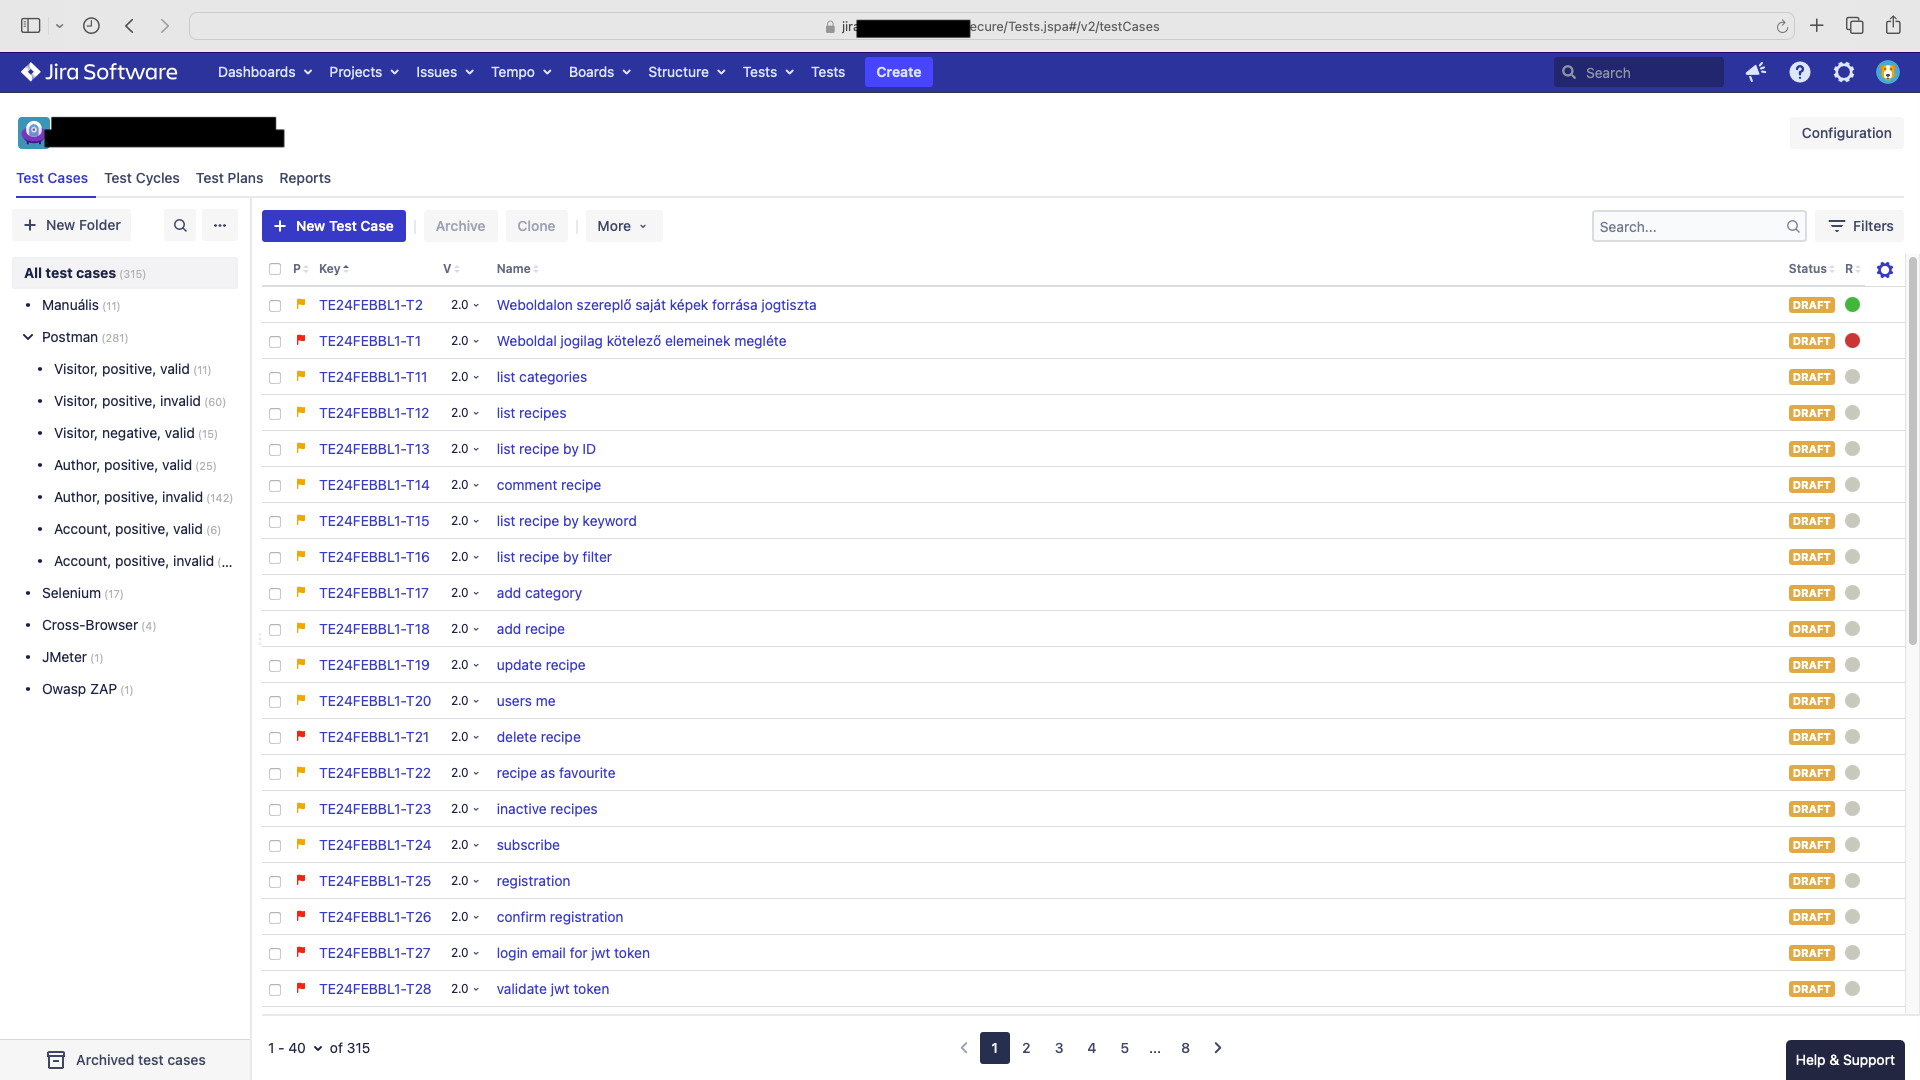 jira ecure/Tests.jspa#/v2/testCases
Jira Software Dashboards Projects Issues Tempo Boards Structure Tests Tests Create Search
Configuration
Test Cases Test Cycles Test Plans Reports
New Folder
All test cases (315)
Manuális (11)
Postman (281)
Visitor, positive, valid (11)
Visitor, positive, invalid (60)
Visitor, negative, valid (15)
Author, positive, valid (25)
Author, positive, invalid (142)
Account, positive, valid (6)
Account, positive, invalid (...
Selenium (17)
Cross-Browser (4)
JMeter (1)
Owasp ZAP (1)
Archived test cases
New Test Case Archive Clone More Search... Filters
P Key V Name Status R
TE24FEBBL1-T2 2.0 Weboldalon szereplő saját képek forrása jogtiszta DRAFT
TE24FEBBL1-T1 2.0 Weboldal jogilag kötelező elemeinek megléte DRAFT
TE24FEBBL1-T11 2.0 list categories DRAFT
TE24FEBBL1-T12 2.0 list recipes DRAFT
TE24FEBBL1-T13 2.0 list recipe by ID DRAFT
TE24FEBBL1-T14 2.0 comment recipe DRAFT
TE24FEBBL1-T15 2.0 list recipe by keyword DRAFT
TE24FEBBL1-T16 2.0 list recipe by filter DRAFT
TE24FEBBL1-T17 2.0 add category DRAFT
TE24FEBBL1-T18 2.0 add recipe DRAFT
TE24FEBBL1-T19 2.0 update recipe DRAFT
TE24FEBBL1-T20 2.0 users me DRAFT
TE24FEBBL1-T21 2.0 delete recipe DRAFT
TE24FEBBL1-T22 2.0 recipe as favourite DRAFT
TE24FEBBL1-T23 2.0 inactive recipes DRAFT
TE24FEBBL1-T24 2.0 subscribe DRAFT
TE24FEBBL1-T25 2.0 registration DRAFT
TE24FEBBL1-T26 2.0 confirm registration DRAFT
TE24FEBBL1-T27 2.0 login email for jwt token DRAFT
TE24FEBBL1-T28 2.0 validate jwt token DRAFT
1 - 40 of 315 1 2 3 4 5 ... 8
Help & Support